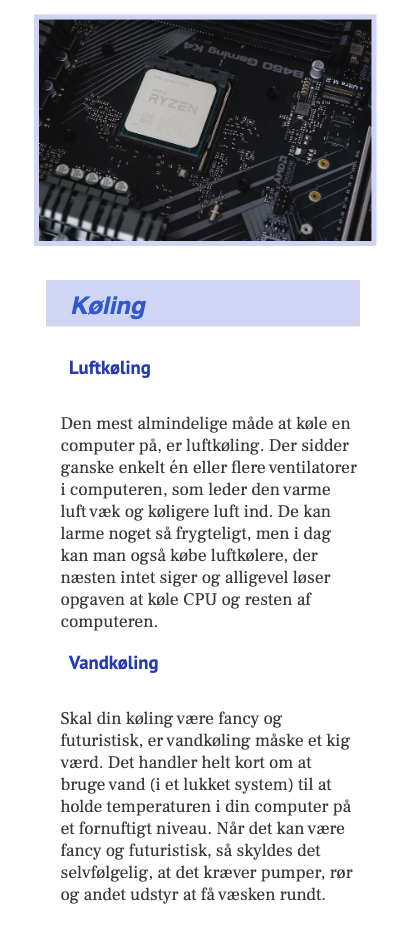 B450 Gaming K4
Ultra M.2
RYZEN
Køling
Luftkøling
Den mest almindelige måde at køle en
computer på, er luftkøling. Der sidder
ganske enkelt én eller flere ventilatorer
i computeren, som leder den varme
luft væk og køligere luft ind. De kan
larme noget så frygteligt, men i dag
kan man også købe luftkølere, der
næsten intet siger og alligevel løser
opgaven at køle CPU og resten af
computeren.
Vandkøling
Skal din køling være fancy og
futuristisk, er vandkøling måske et kig
værd. Det handler helt kort om at
bruge vand (i et lukket system) til at
holde temperaturen i din computer på
et fornuftigt niveau. Når det kan være
fancy og futuristisk, så skyldes det
selvfølgelig, at det kræver pumper, rør
og andet udstyr at få væsken rundt.